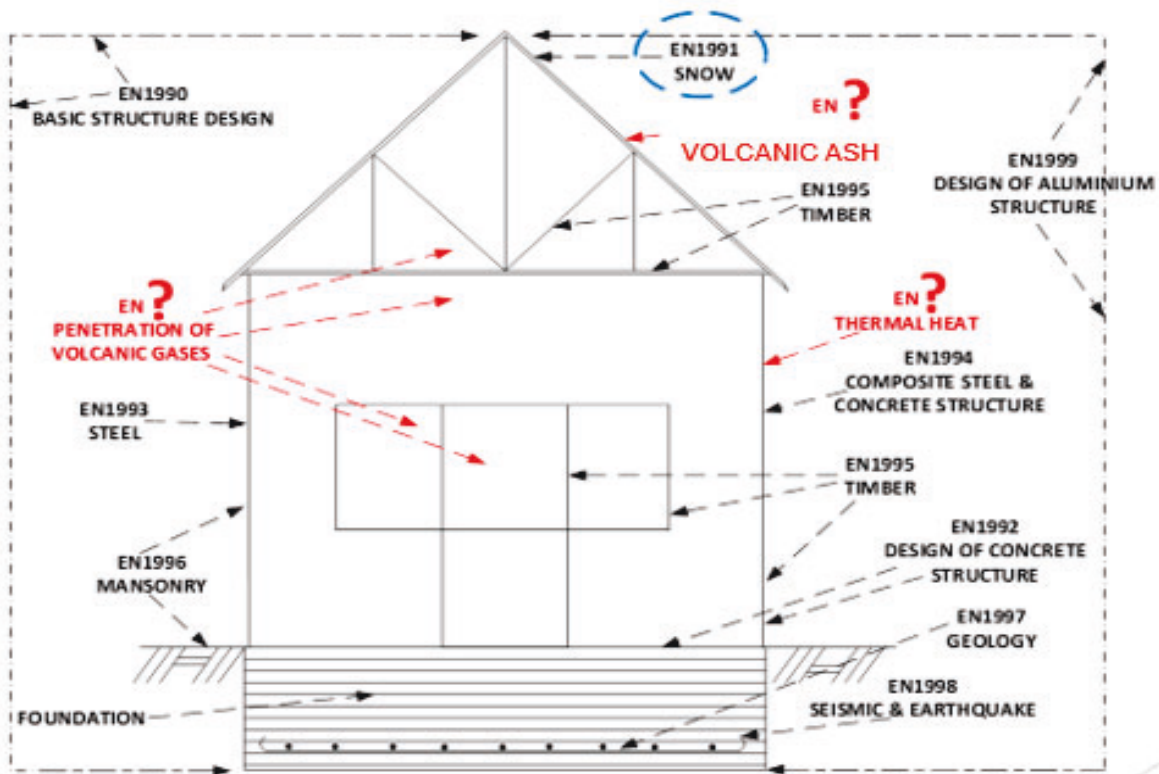 EN1991
SNOW
EN1990
BASIC STRUCTURE DESIGN
EN ?
VOLCANIC ASH
EN1999
DESIGN OF ALUMINIUM
STRUCTURE
EN1995
TIMBER
EN ?
PENETRATION OF
VOLCANIC GASES
EN ?
THERMAL HEAT
EN1994
COMPOSITE STEEL &
CONCRETE STRUCTURE
EN1993
STEEL
EN1995
TIMBER
EN1992
DESIGN OF CONCRETE
STRUCTURE
EN1996
MANSONRY
EN1997
GEOLOGY
EN1998
SEISMIC & EARTHQUAKE
FOUNDATION